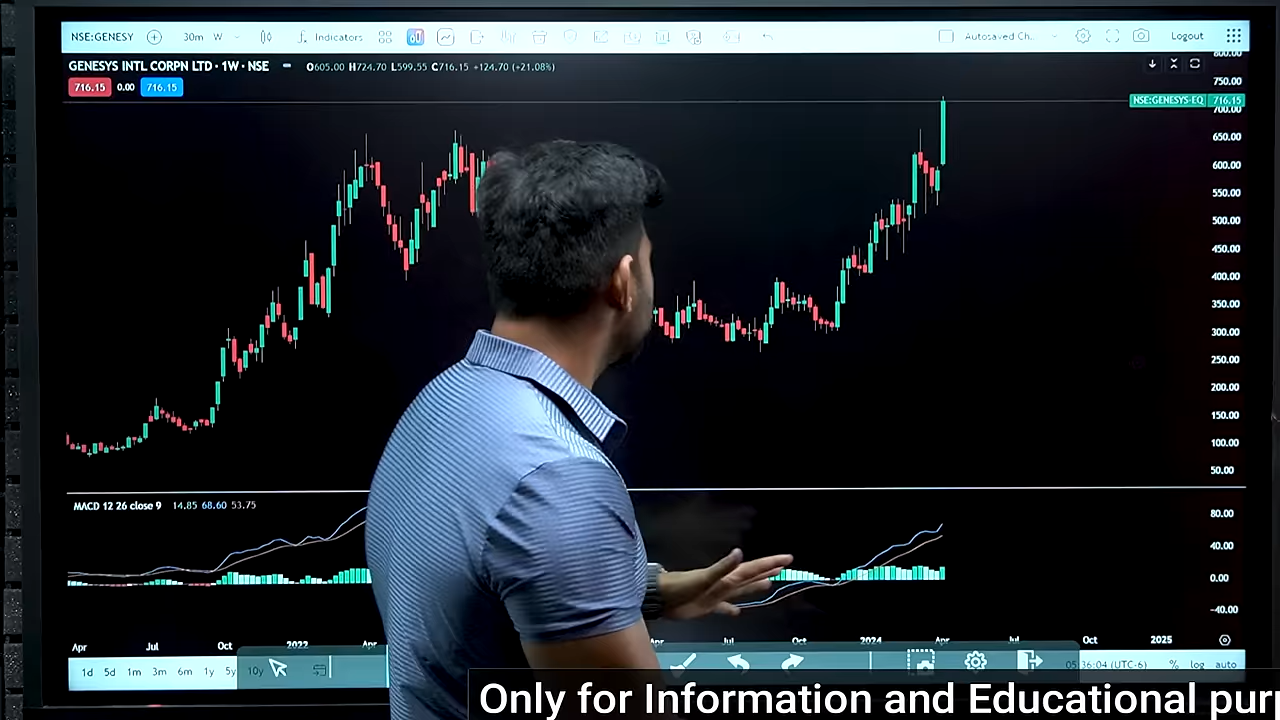 NSE:GENESY 30m W Indicators Autosaved Ch... Logout
GENESYS INTL CORPN LTD · 1W · NSE O605.00 H724.70 L599.55 C716.15 +124.70 (+21.08%)
716.15 0.00 716.15
800.00
750.00
NSE:GENESYS-EQ 716.15
700.00
650.00
600.00
550.00
500.00
450.00
400.00
350.00
300.00
250.00
200.00
150.00
100.00
50.00
MACD 12 26 close 9 14.85 68.60 53.75
80.00
40.00
0.00
−40.00
Apr Jul Oct 2022 Apr Apr Jul Oct 2024 Apr Jul Oct 2025
1d 5d 1m 3m 6m 1y 5y 10y 36:04 (UTC-6) % log auto
Only for Information and Educational